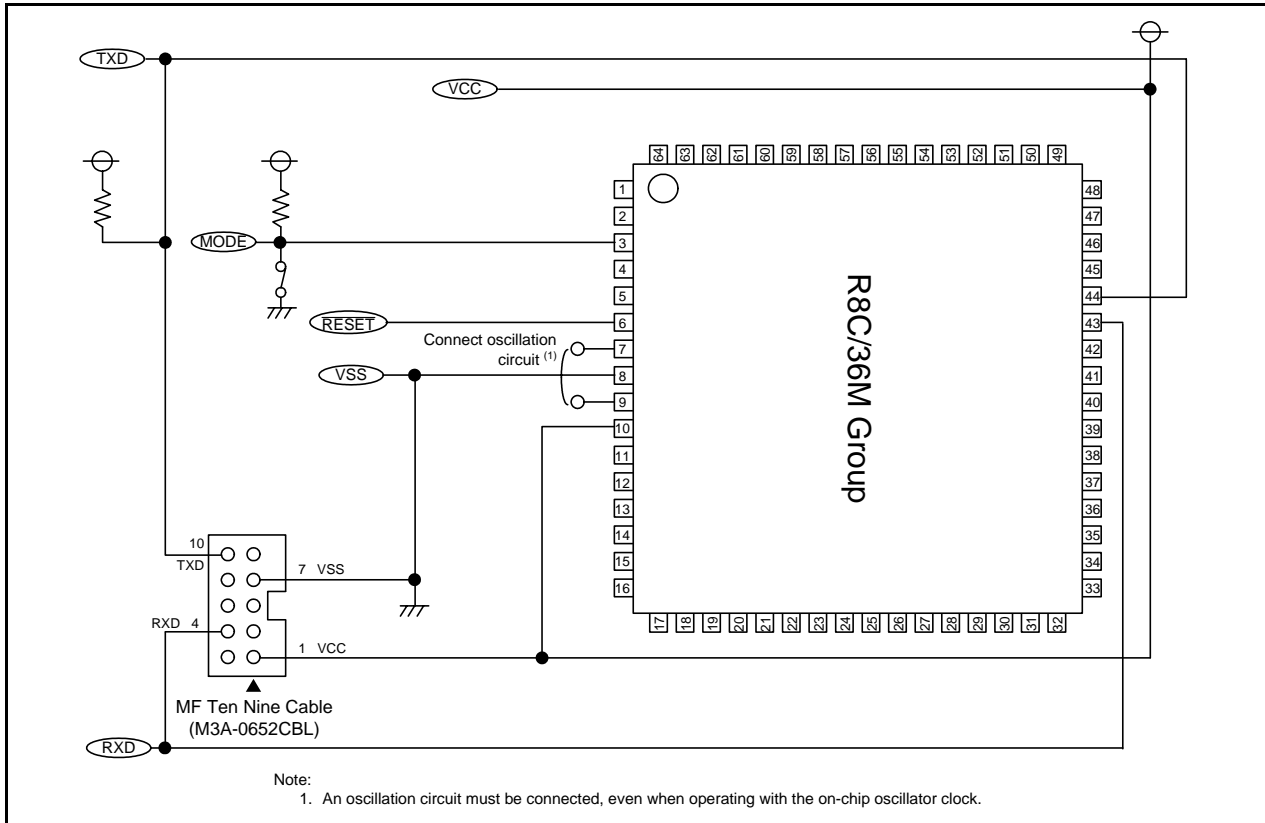 TXD
VCC
64 63 62 61 60 59 58 57 56 55 54 53 52 51 50 49
1
2
3
4
5
6
7
8
9
10
11
12
13
14
15
16
48
47
46
45
44
43
42
41
40
39
38
37
36
35
34
33
17 18 19 20 21 22 23 24 25 26 27 28 29 30 31 32
R8C/36M Group
MODE
RESET
Connect oscillation
circuit (1)
VSS
10
TXD
7 VSS
RXD 4
1 VCC
MF Ten Nine Cable
(M3A-0652CBL)
RXD
Note:
1. An oscillation circuit must be connected, even when operating with the on-chip oscillator clock.